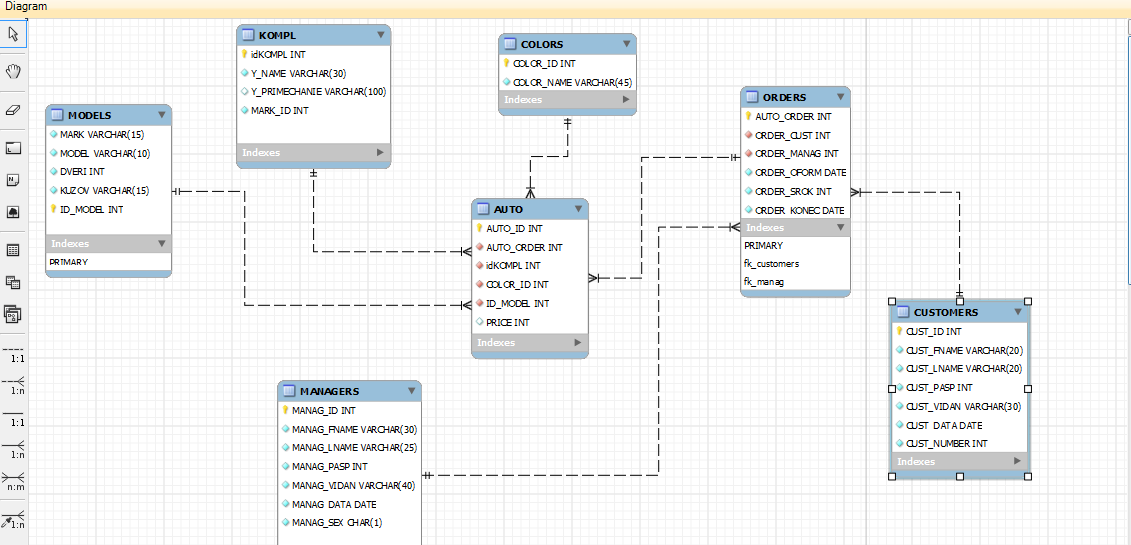 Diagram
KOMPL
idKOMPL INT
Y_NAME VARCHAR(30)
Y_PRIMECHANIE VARCHAR(100)
MARK_ID INT
Indexes
COLORS
COLOR_ID INT
COLOR_NAME VARCHAR(45)
Indexes
MODELS
MARK VARCHAR(15)
MODEL VARCHAR(10)
DVERI INT
KUZOV VARCHAR(15)
ID_MODEL INT
Indexes
PRIMARY
ORDERS
AUTO_ORDER INT
ORDER_CUST INT
ORDER_MANAG INT
ORDER_OFORM DATE
ORDER_SROK INT
ORDER_KONEC DATE
Indexes
PRIMARY
fk_customers
fk_manag
AUTO
AUTO_ID INT
AUTO_ORDER INT
idKOMPL INT
COLOR_ID INT
ID_MODEL INT
PRICE INT
Indexes
CUSTOMERS
CUST_ID INT
CUST_FNAME VARCHAR(20)
CUST_LNAME VARCHAR(20)
CUST_PASP INT
CUST_VIDAN VARCHAR(30)
CUST_DATA DATE
CUST_NUMBER INT
Indexes
MANAGERS
MANAG_ID INT
MANAG_FNAME VARCHAR(30)
MANAG_LNAME VARCHAR(25)
MANAG_PASP INT
MANAG_VIDAN VARCHAR(40)
MANAG_DATA DATE
MANAG_SEX CHAR(1)
1:1
1:n
1:1
1:n
n:m
1:n